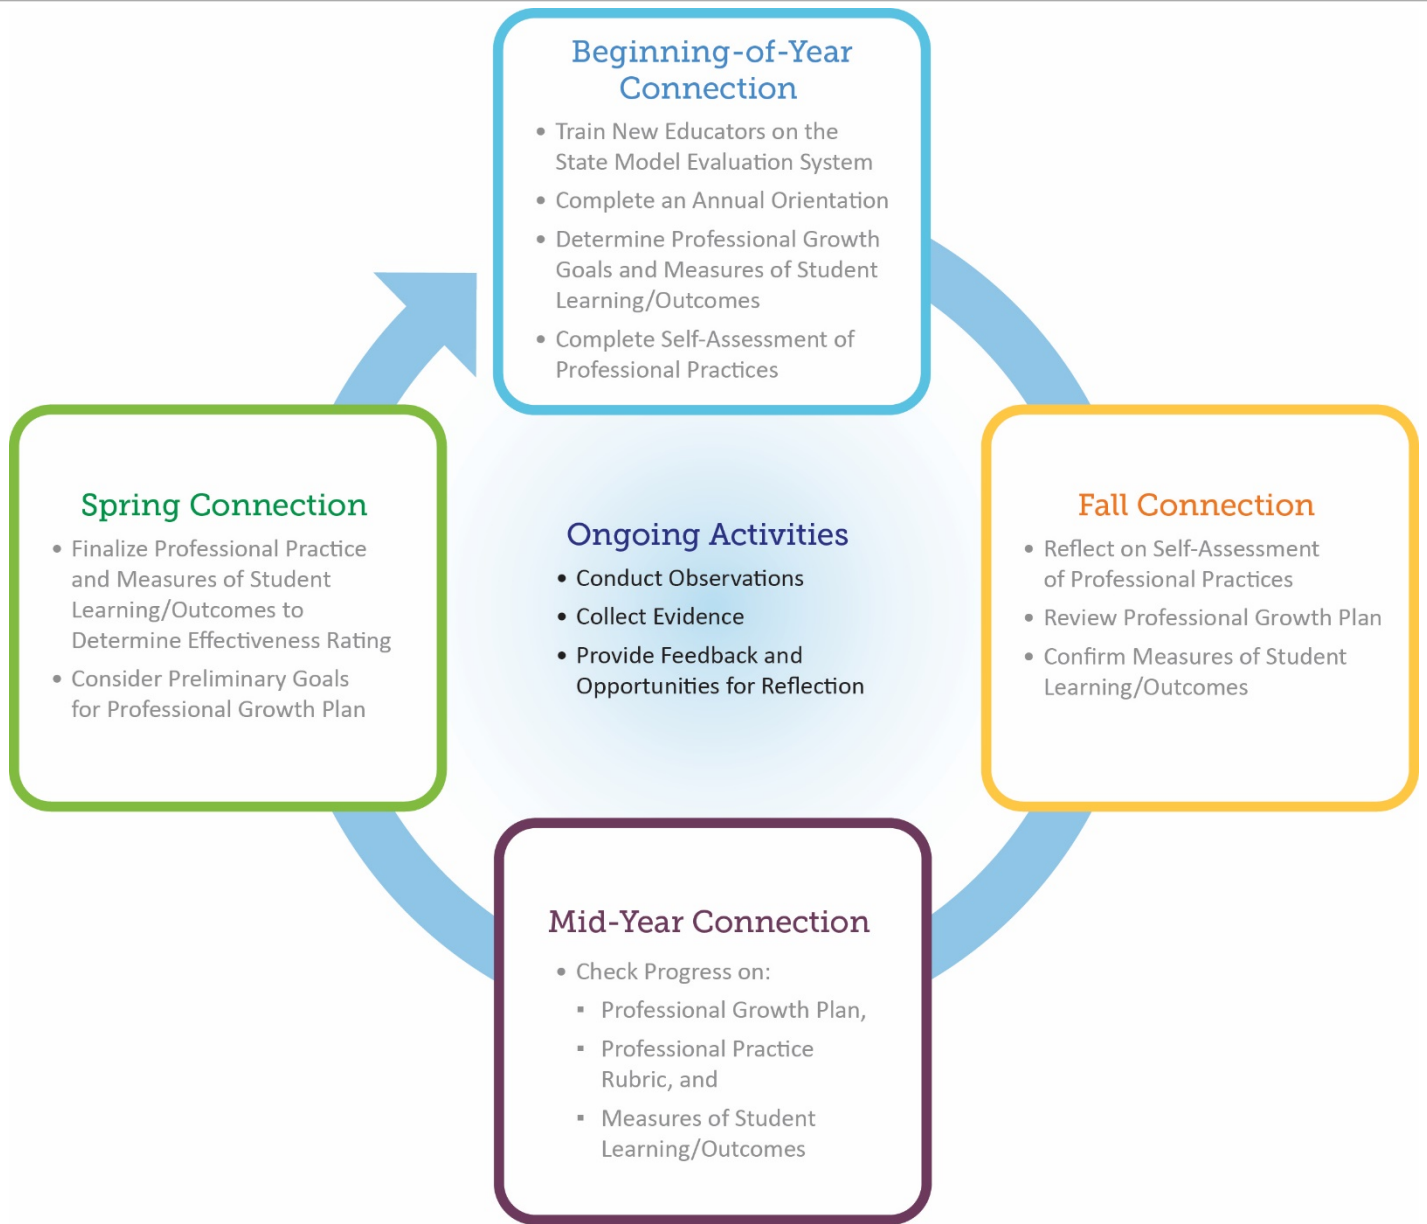 Beginning-of-Year
Connection
• Train New Educators on the
State Model Evaluation System
• Complete an Annual Orientation
• Determine Professional Growth
Goals and Measures of Student
Learning/Outcomes
• Complete Self-Assessment of
Professional Practices
Fall Connection
• Reflect on Self-Assessment
of Professional Practices
• Review Professional Growth Plan
• Confirm Measures of Student
Learning/Outcomes
Mid-Year Connection
• Check Progress on:
▪ Professional Growth Plan,
▪ Professional Practice
Rubric, and
▪ Measures of Student
Learning/Outcomes
Spring Connection
• Finalize Professional Practice
and Measures of Student
Learning/Outcomes to
Determine Effectiveness Rating
• Consider Preliminary Goals
for Professional Growth Plan
Ongoing Activities
• Conduct Observations
• Collect Evidence
• Provide Feedback and
Opportunities for Reflection